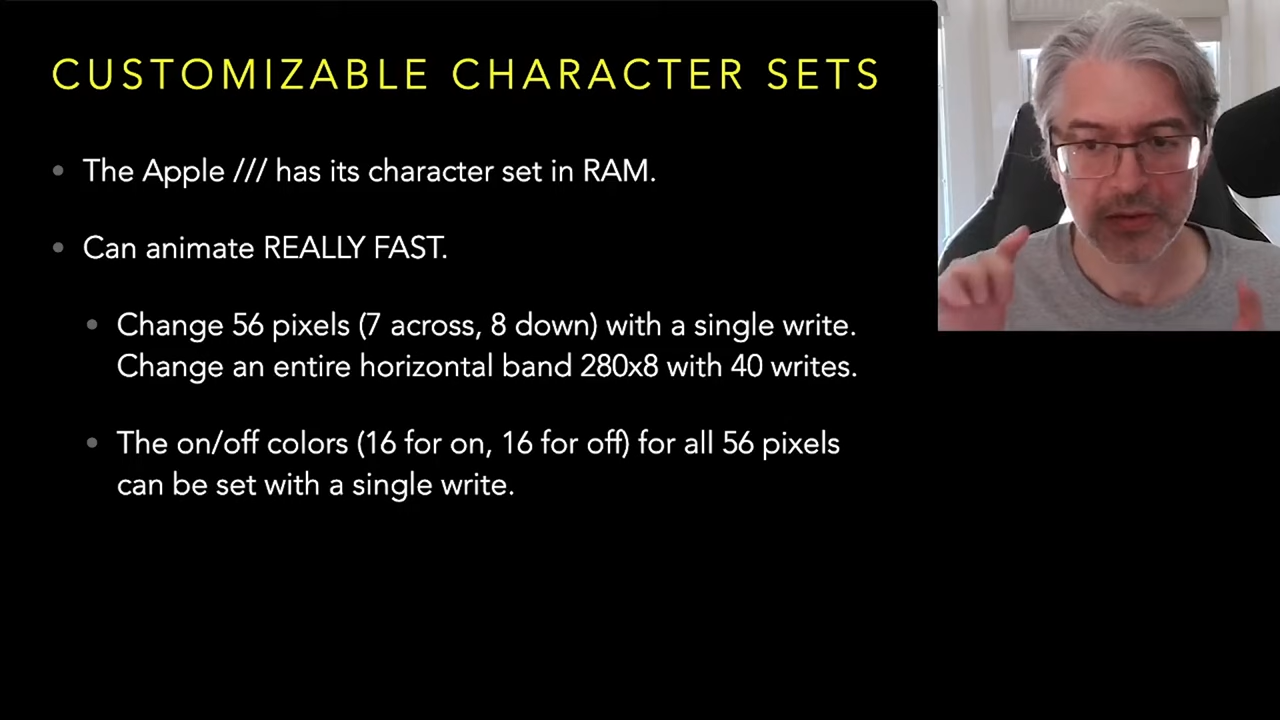 CUSTOMIZABLE CHARACTER SETS
• The Apple /// has its character set in RAM.
• Can animate REALLY FAST.
• Change 56 pixels (7 across, 8 down) with a single write.
Change an entire horizontal band 280x8 with 40 writes.
• The on/off colors (16 for on, 16 for off) for all 56 pixels
can be set with a single write.